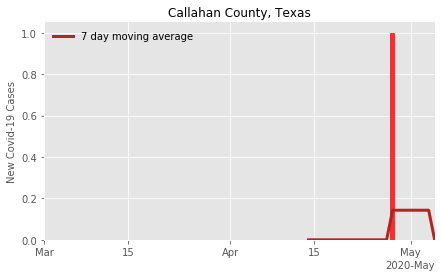 Callahan County, Texas
7 day moving average
New Covid-19 Cases
1.0
0.8
0.6
0.4
0.2
0.0
Mar
15
Apr
15
May
2020-May